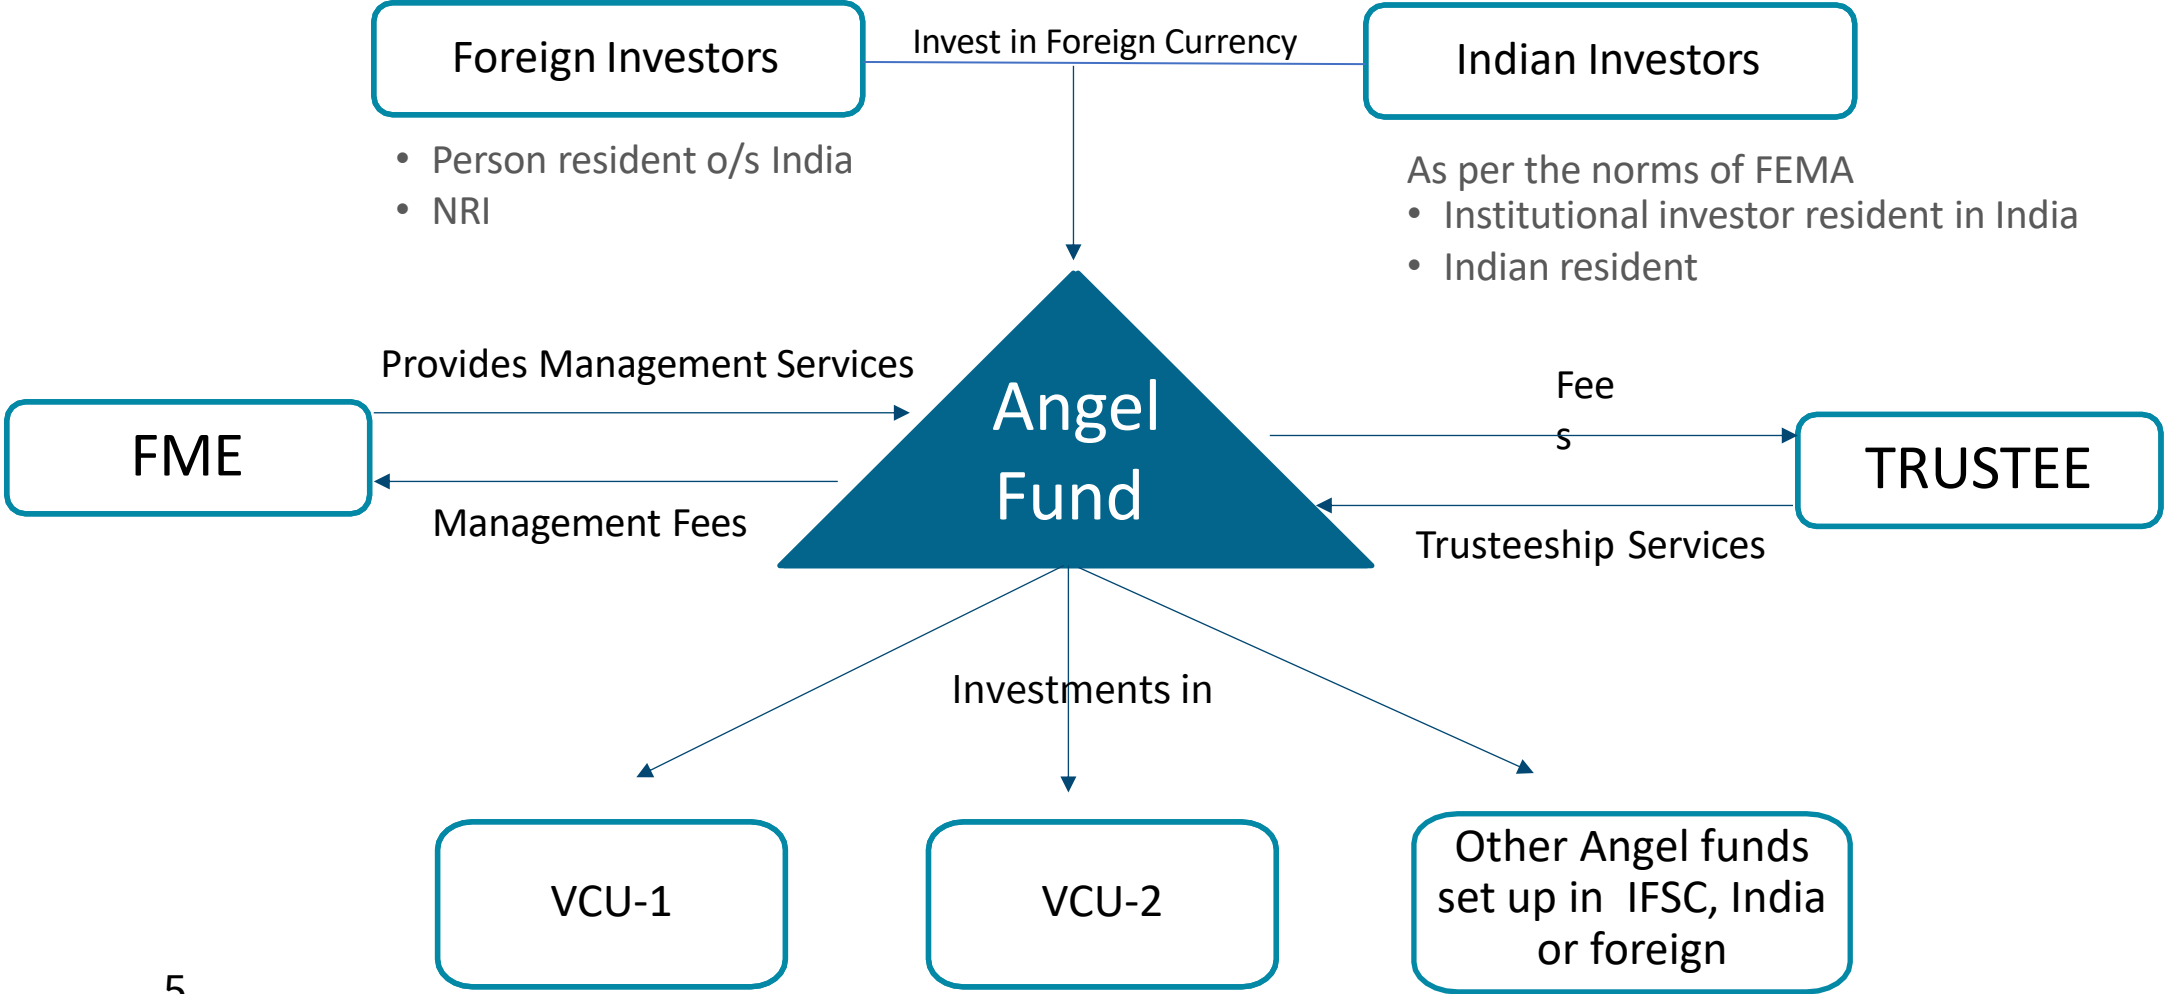 Foreign Investors
Invest in Foreign Currency
Indian Investors
• Person resident o/s India
• NRI
As per the norms of FEMA
• Institutional investor resident in India
• Indian resident
Provides Management Services
FME
Management Fees
Angel
Fund
Fee
s
TRUSTEE
Trusteeship Services
Investments in
VCU-1
VCU-2
Other Angel funds
set up in IFSC, India
or foreign
5